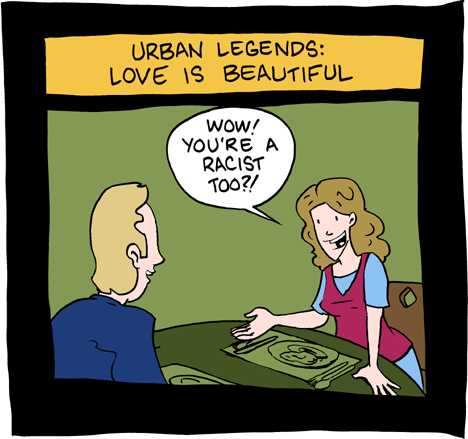 URBAN LEGENDS:
LOVE IS BEAUTIFUL
WOW!
YOU'RE A
RACIST
TOO?!